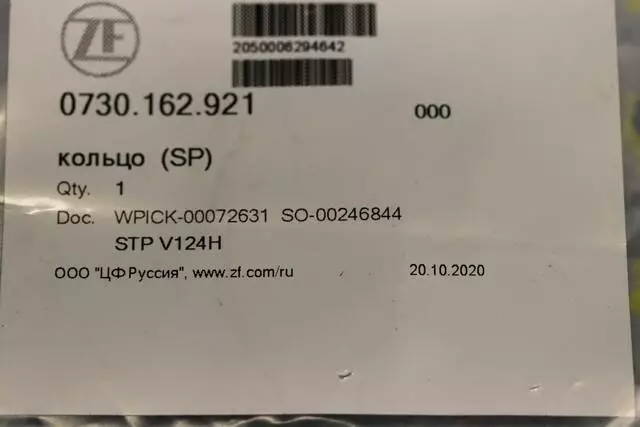 ZF
2050006294642
0730.162.921 000
кольцо (SP)
Qty. 1
Doc. WPICK-00072631 SO-00246844
STP V124H
ООО "ЦФ Руссия", www.zf.com/ru 20.10.2020